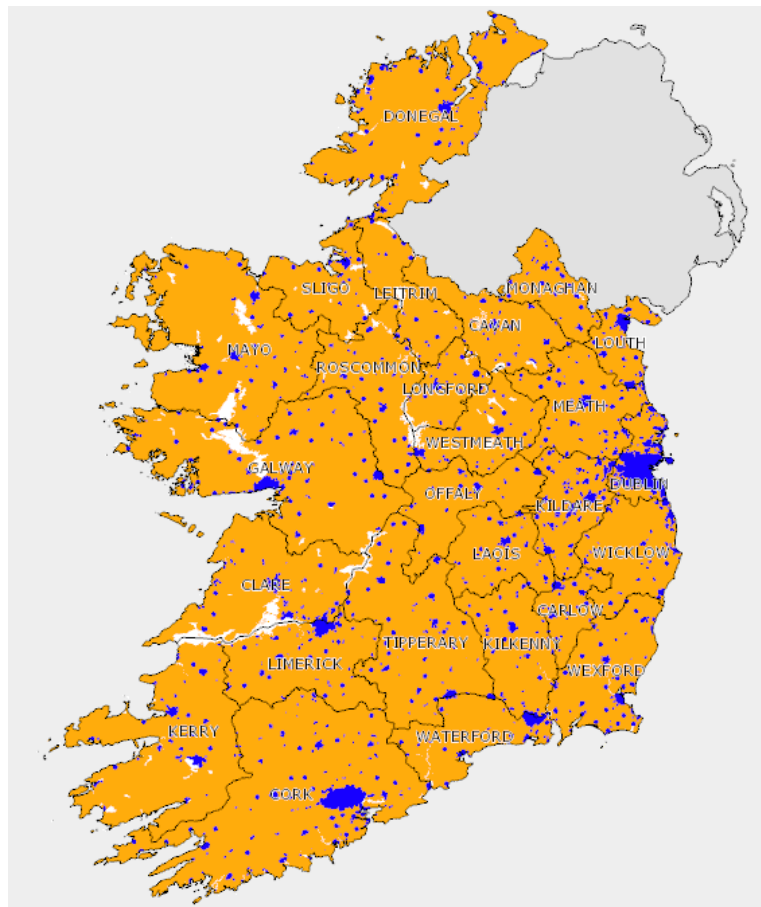 DONEGAL
SLIGO
LEITRIM
MONAGHAN
CAVAN
LOUTH
MAYO
ROSCOMMON
LONGFORD
MEATH
WESTMEATH
GALWAY
DUBLIN
OFFALY
KILDARE
LAOIS
WICKLOW
CLARE
CARLOW
TIPPERARY
KILKENNY
LIMERICK
WEXFORD
KERRY
WATERFORD
CORK